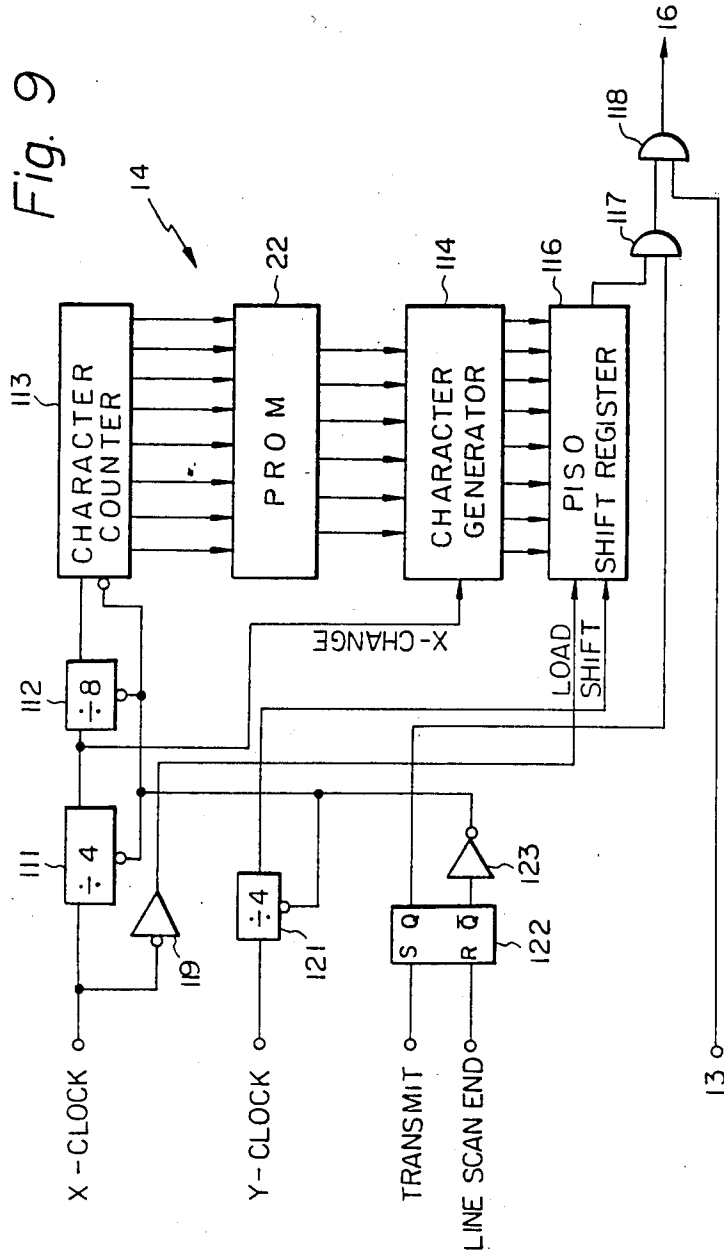 Fig. 9
14
113
CHARACTER
COUNTER
22
PROM
114
CHARACTER
GENERATOR
116
PISO
SHIFT REGISTER
117
118
16
112
÷8
111
÷4
X-CHANGE
LOAD
SHIFT
119
÷4
121
S Q
R Q̅
122
123
X-CLOCK
Y-CLOCK
TRANSMIT
LINE SCAN END
13